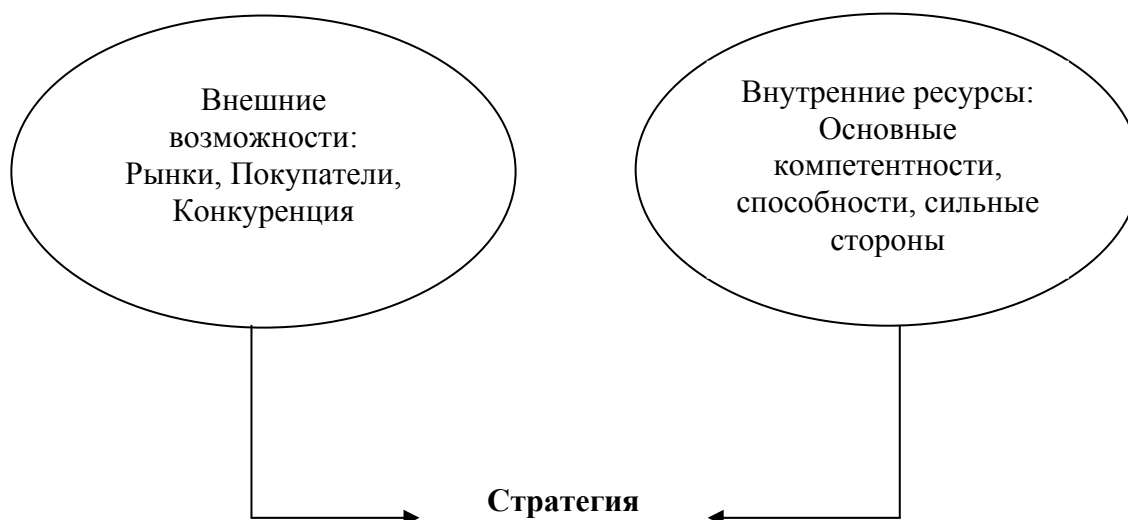 Внешние
возможности:
Рынки, Покупатели,
Конкуренция
Внутренние ресурсы:
Основные
компетентности,
способности, сильные
стороны
Стратегия